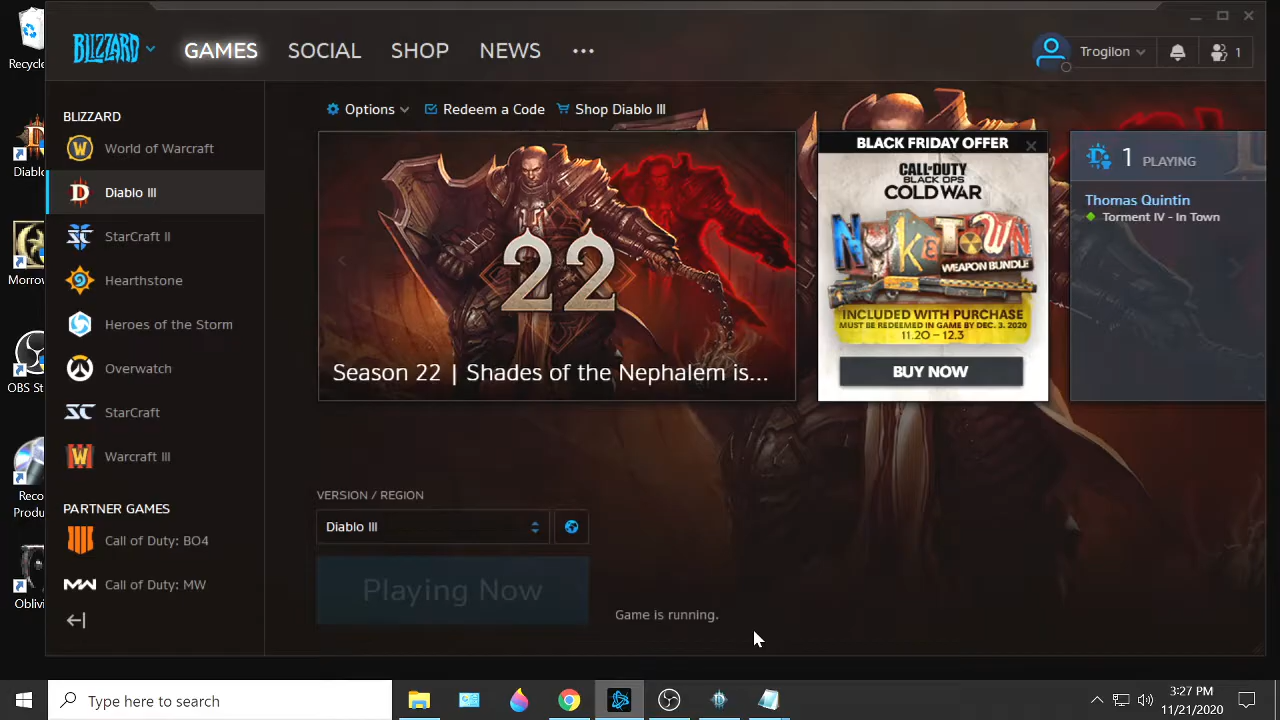 Recycle
Diabl
Morrow
OBS St
Reco
Produ
Oblivi
BLIZZARD
GAMES
SOCIAL
SHOP
NEWS
Trogilon
1
BLIZZARD
World of Warcraft
Diablo III
StarCraft II
Hearthstone
Heroes of the Storm
Overwatch
StarCraft
Warcraft III
PARTNER GAMES
Call of Duty: BO4
Call of Duty: MW
Options
Redeem a Code
Shop Diablo III
22
Season 22 | Shades of the Nephalem is...
BLACK FRIDAY OFFER
CALL OF DUTY
BLACK OPS
COLD WAR
NUKETOWN
WEAPON BUNDLE
INCLUDED WITH PURCHASE
MUST BE REDEEMED IN GAME BY DEC. 3, 2020
11.20 – 12.3
BUY NOW
1 PLAYING
Thomas Quintin
Torment IV - In Town
VERSION / REGION
Diablo III
Playing Now
Game is running.
Type here to search
3:27 PM
11/21/2020